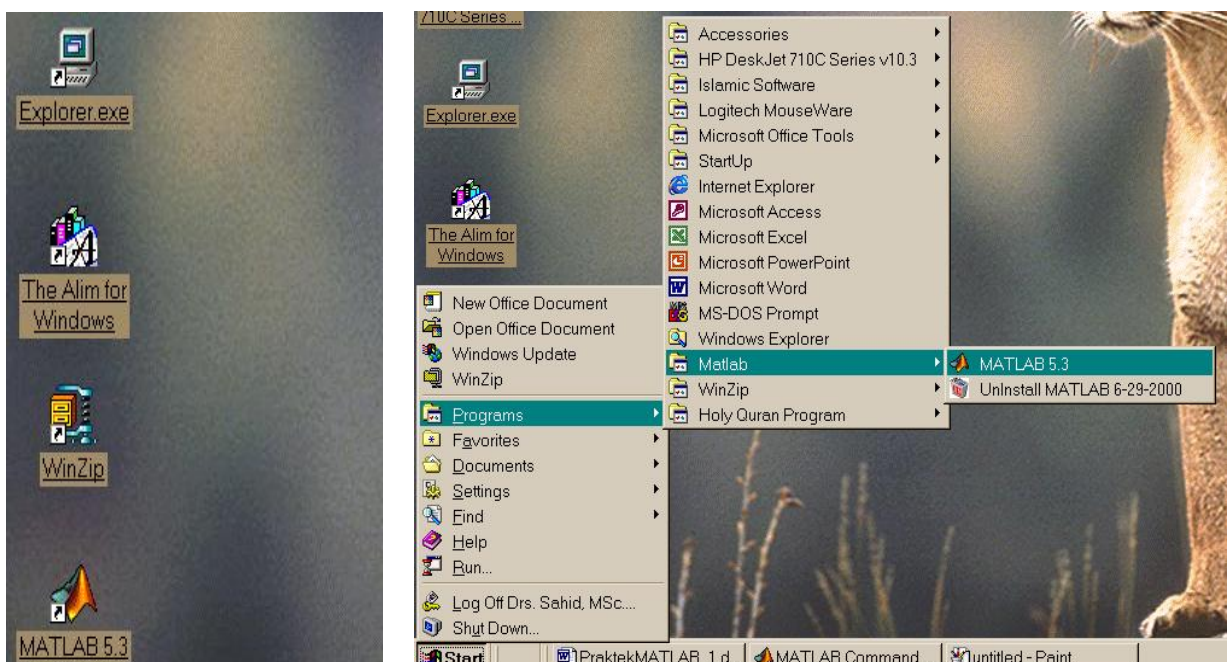 Explorer.exe
The Alim for
Windows
WinZip
MATLAB 5.3
710C Series ...
Explorer.exe
The Alim for
Windows
New Office Document
Open Office Document
Windows Update
WinZip
Programs
Favorites
Documents
Settings
Find
Help
Run...
Log Off Drs. Sahid, MSc....
Shut Down...
Accessories
HP DeskJet 710C Series v10.3
Islamic Software
Logitech MouseWare
Microsoft Office Tools
StartUp
Internet Explorer
Microsoft Access
Microsoft Excel
Microsoft PowerPoint
Microsoft Word
MS-DOS Prompt
Windows Explorer
Matlab
WinZip
Holy Quran Program
MATLAB 5.3
UnInstall MATLAB 6-29-2000
Start
PraktekMATLAB_1.d...
MATLAB Command...
untitled - Paint